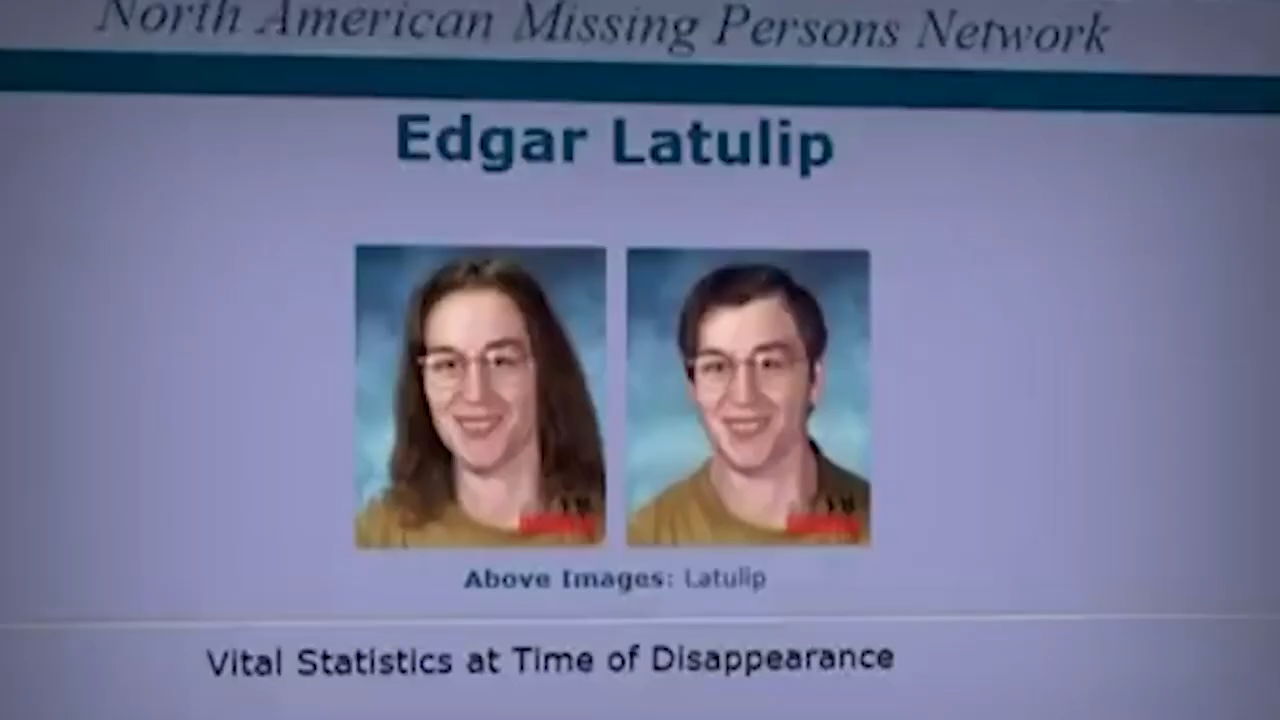 North American Missing Persons Network
Edgar Latulip
Above Images: Latulip
Vital Statistics at Time of Disappearance